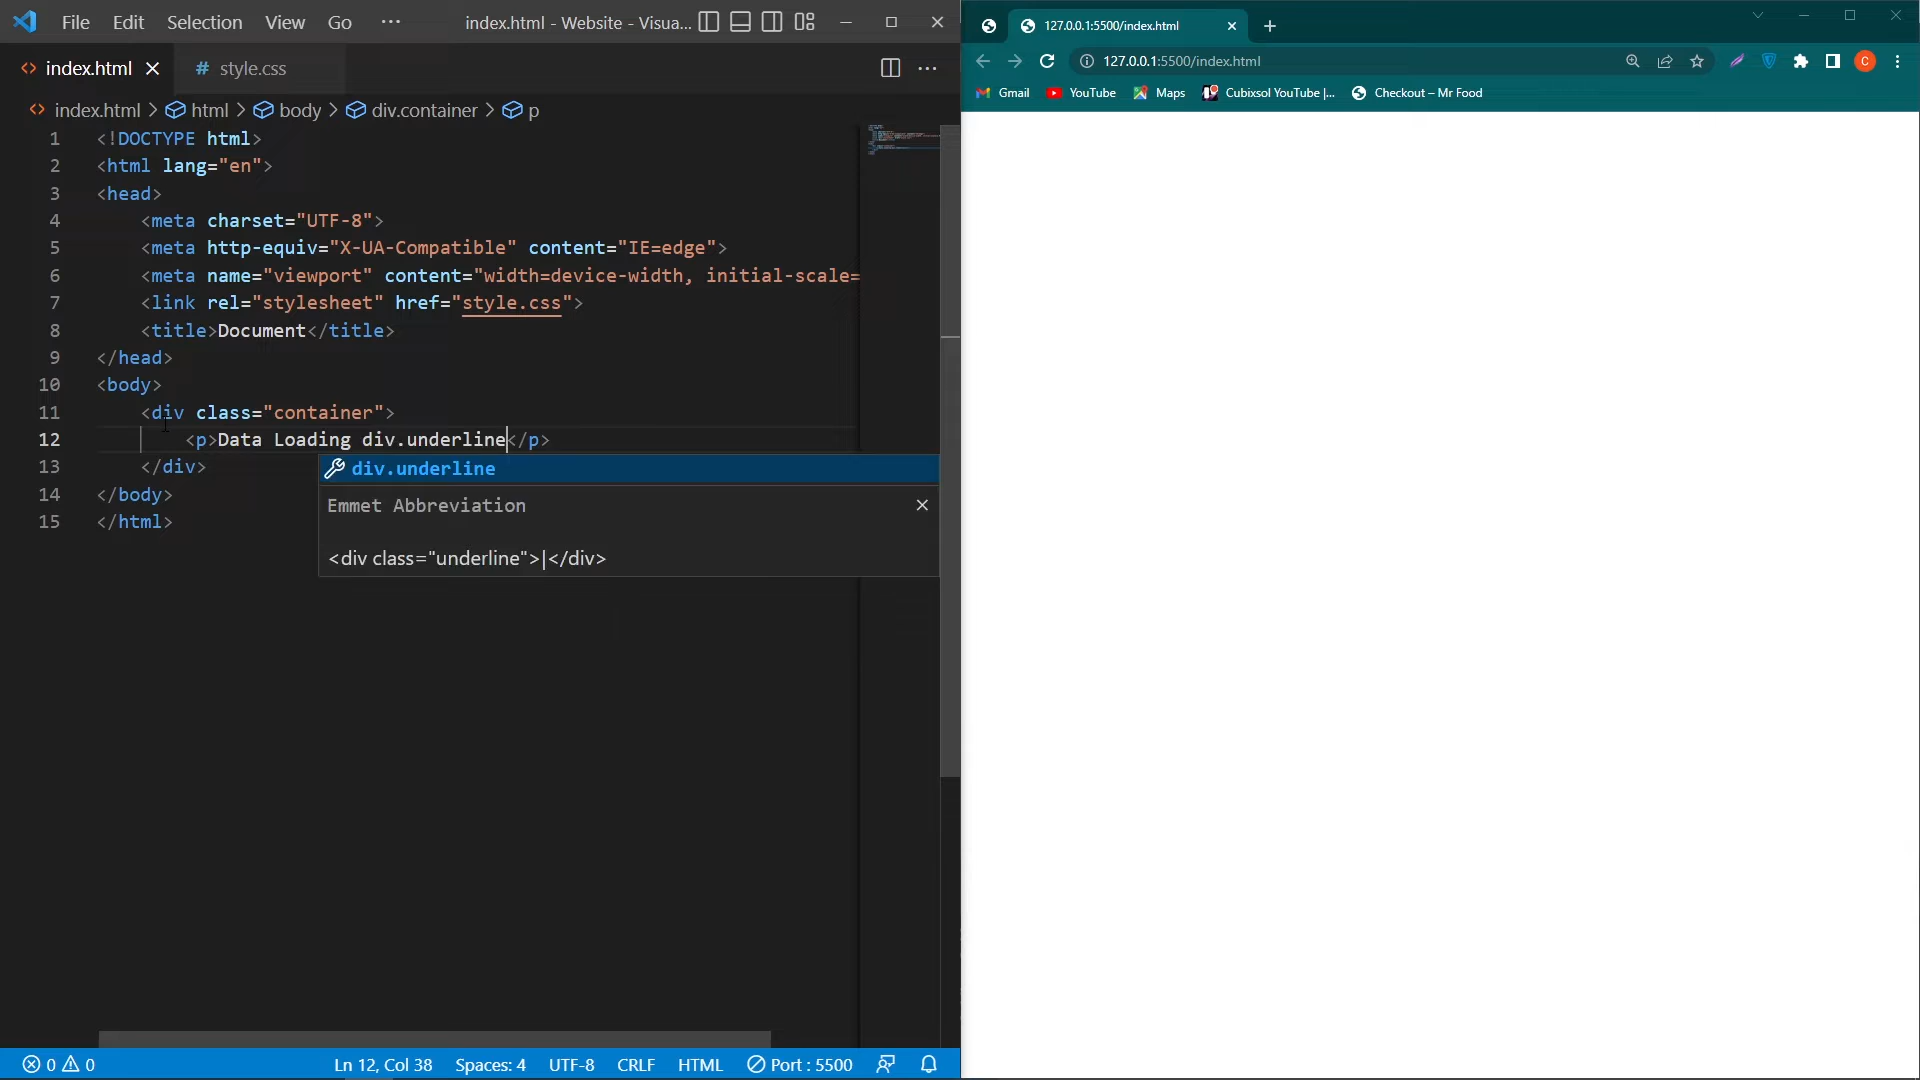 File Edit Selection View Go ··· index.html - Website - Visua...
index.html
# style.css
index.html > html > body > div.container > p
1 <!DOCTYPE html>
2 <html lang="en">
3 <head>
4 <meta charset="UTF-8">
5 <meta http-equiv="X-UA-Compatible" content="IE=edge">
6 <meta name="viewport" content="width=device-width, initial-scale=
7 <link rel="stylesheet" href="style.css">
8 <title>Document</title>
9 </head>
10 <body>
11 <div class="container">
12 <p>Data Loading div.underline</p>
13 </div>
14 </body>
15 </html>
div.underline
Emmet Abbreviation
<div class="underline">|</div>
0 0 Ln 12, Col 38 Spaces: 4 UTF-8 CRLF HTML Port : 5500
127.0.0.1:5500/index.html
127.0.0.1:5500/index.html
C
Gmail YouTube Maps Cubixsol YouTube |... Checkout – Mr Food